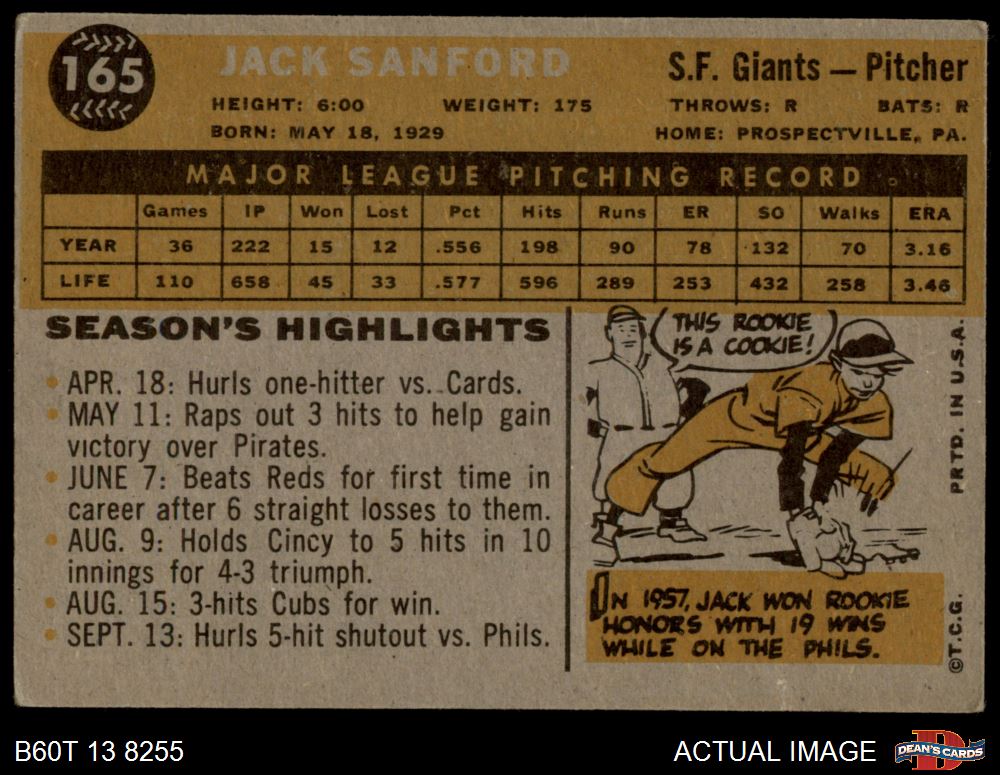 165
JACK SANFORD
S.F. Giants — Pitcher
HEIGHT: 6:00 WEIGHT: 175 THROWS: R BATS: R
BORN: MAY 18, 1929 HOME: PROSPECTVILLE, PA.
MAJOR LEAGUE PITCHING RECORD
Games IP Won Lost Pct Hits Runs ER SO Walks ERA
YEAR 36 222 15 12 .556 198 90 78 132 70 3.16
LIFE 110 658 45 33 .577 596 289 253 432 258 3.46
SEASON'S HIGHLIGHTS
• APR. 18: Hurls one-hitter vs. Cards.
• MAY 11: Raps out 3 hits to help gain
victory over Pirates.
• JUNE 7: Beats Reds for first time in
career after 6 straight losses to them.
• AUG. 9: Holds Cincy to 5 hits in 10
innings for 4-3 triumph.
• AUG. 15: 3-hits Cubs for win.
• SEPT. 13: Hurls 5-hit shutout vs. Phils.
THIS ROOKIE
IS A COOKIE!
IN 1957, JACK WON ROOKIE
HONORS WITH 19 WINS
WHILE ON THE PHILS.
©T.C.G. PRTD. IN U.S.A.
B60T 13 8255
ACTUAL IMAGE
DEAN'S CARDS